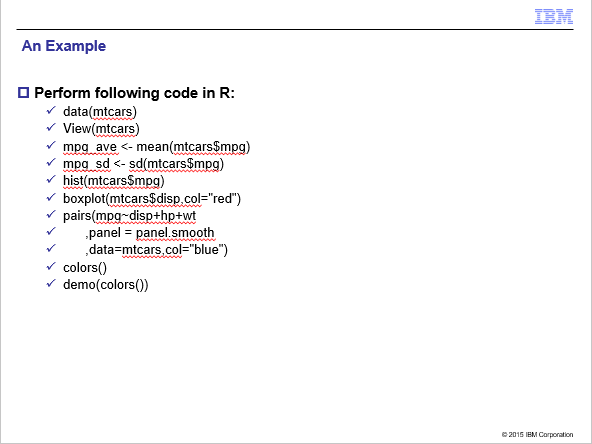 IBM
An Example
Perform following code in R:
data(mtcars)
View(mtcars)
mpg_ave <- mean(mtcars$mpg)
mpg_sd <- sd(mtcars$mpg)
hist(mtcars$mpg)
boxplot(mtcars$disp,col="red")
pairs(mpg~disp+hp+wt
,panel = panel.smooth
,data=mtcars,col="blue")
colors()
demo(colors())
© 2015 IBM Corporation